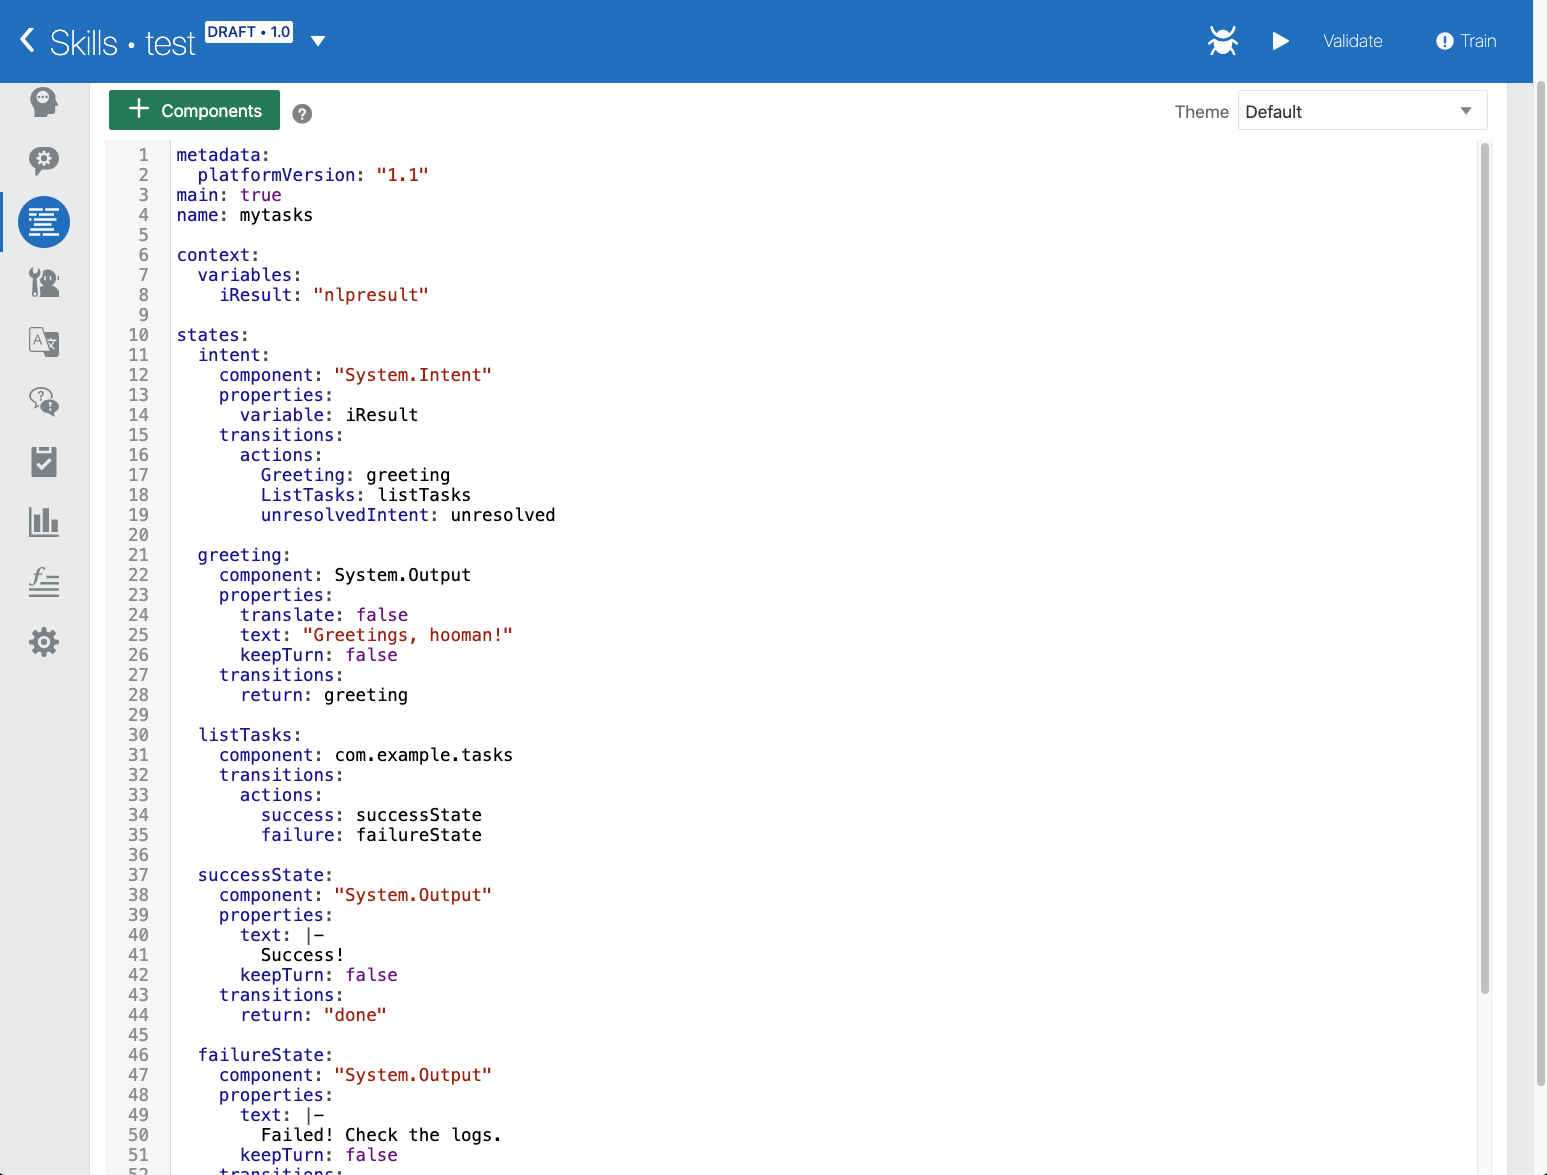 Skills • test DRAFT • 1.0
Validate
Train
+ Components
Theme Default
1 metadata:
2   platformVersion: "1.1"
3 main: true
4 name: mytasks
5
6 context:
7   variables:
8     iResult: "nlpresult"
9
10 states:
11   intent:
12     component: "System.Intent"
13     properties:
14       variable: iResult
15     transitions:
16       actions:
17         Greeting: greeting
18         ListTasks: listTasks
19         unresolvedIntent: unresolved
20
21   greeting:
22     component: System.Output
23     properties:
24       translate: false
25       text: "Greetings, hooman!"
26       keepTurn: false
27     transitions:
28       return: greeting
29
30   listTasks:
31     component: com.example.tasks
32     transitions:
33       actions:
34         success: successState
35         failure: failureState
36
37   successState:
38     component: "System.Output"
39     properties:
40       text: |-
41         Success!
42       keepTurn: false
43     transitions:
44       return: "done"
45
46   failureState:
47     component: "System.Output"
48     properties:
49       text: |-
50         Failed! Check the logs.
51       keepTurn: false
52     transitions: